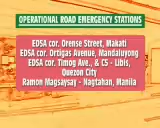 OPERATIONAL ROAD EMERGENCY STATIONS
EDSA cor. Orense Street, Makati
EDSA cor. Ortigas Avenue, Mandaluyong
EDSA cor. Timog Ave., & C5 - Libis,
Quezon City
Ramon Magsaysay - Nagtahan, Manila